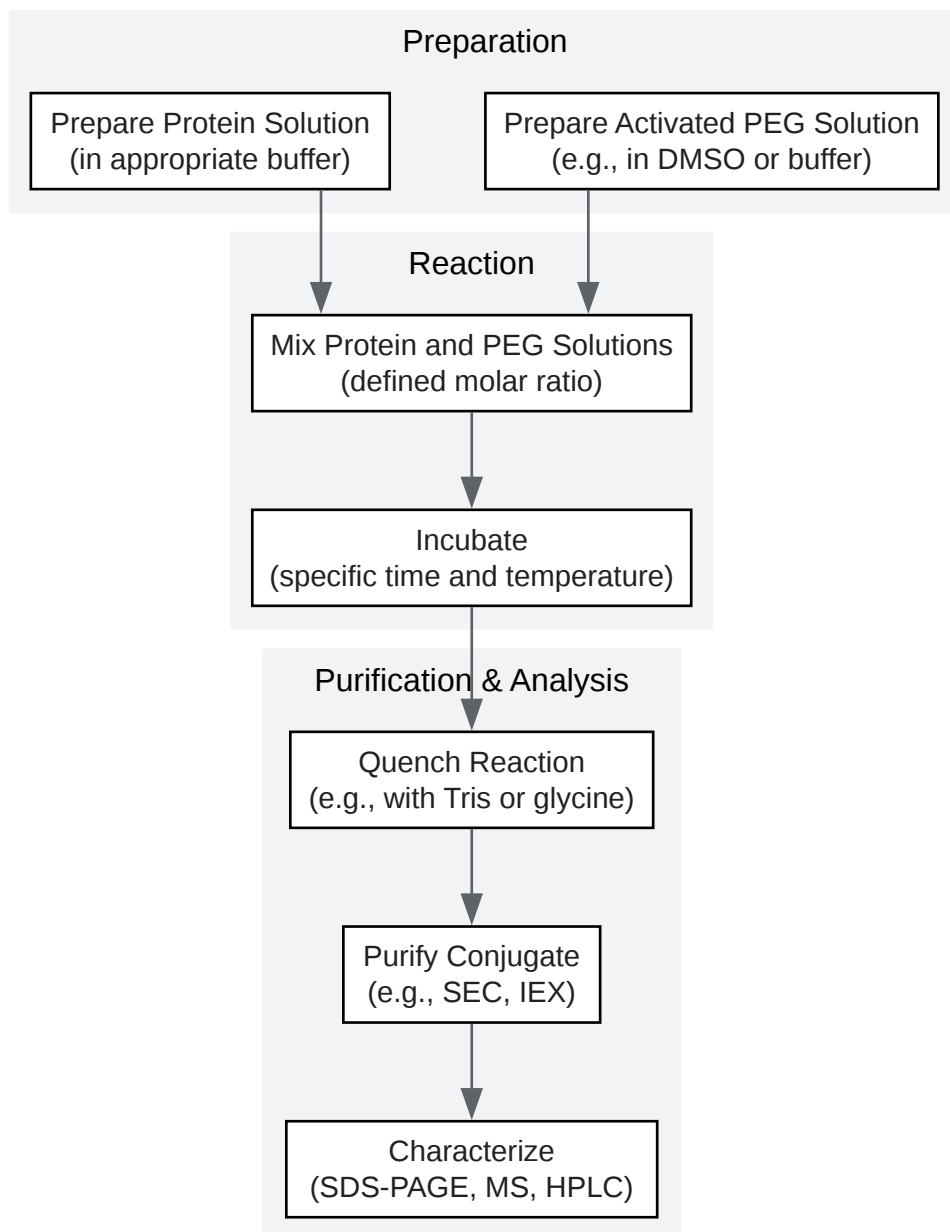 Preparation
Prepare Protein Solution
(in appropriate buffer)
Prepare Activated PEG Solution
(e.g., in DMSO or buffer)
Reaction
Mix Protein and PEG Solutions
(defined molar ratio)
Incubate
(specific time and temperature)
Purification & Analysis
Quench Reaction
(e.g., with Tris or glycine)
Purify Conjugate
(e.g., SEC, IEX)
Characterize
(SDS-PAGE, MS, HPLC)